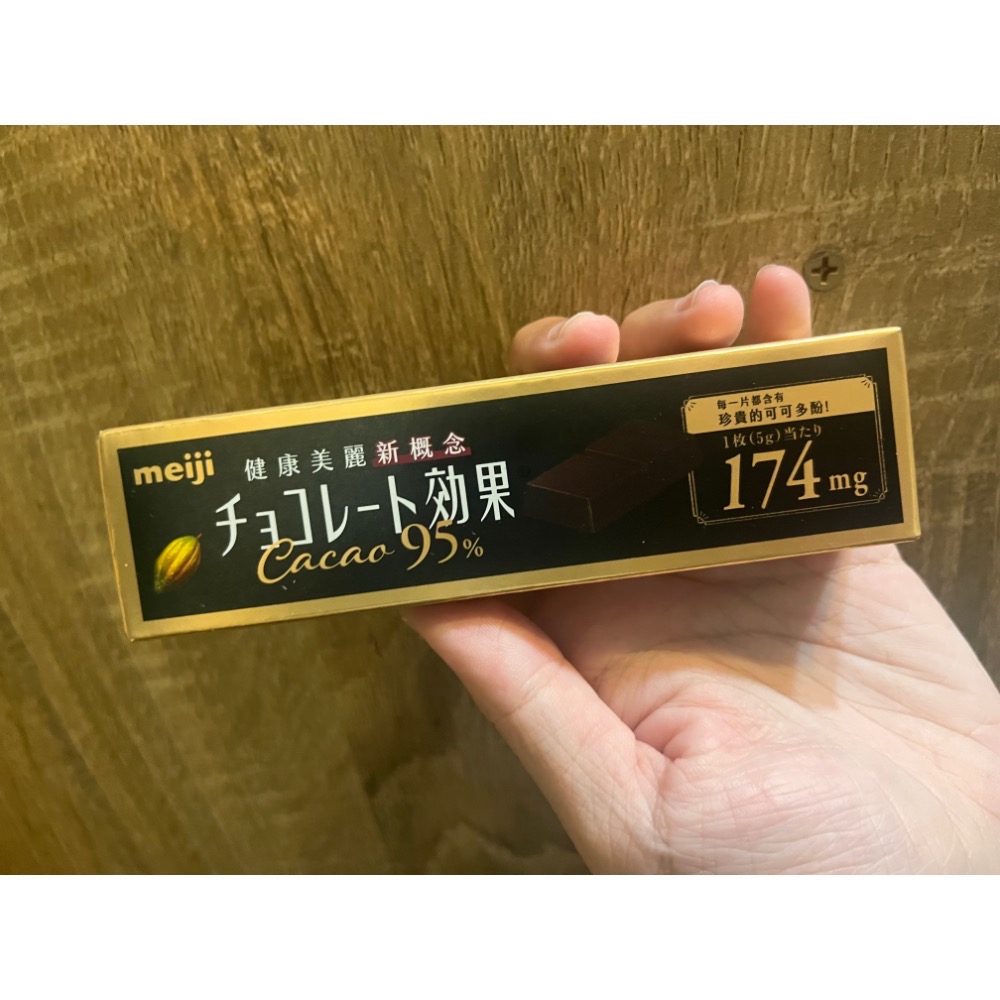 meiji
健康美麗新概念
チョコレート効果
Cacao 95%
每一片都含有
珍貴的可可多酚!
1枚(5g)当たり
174mg